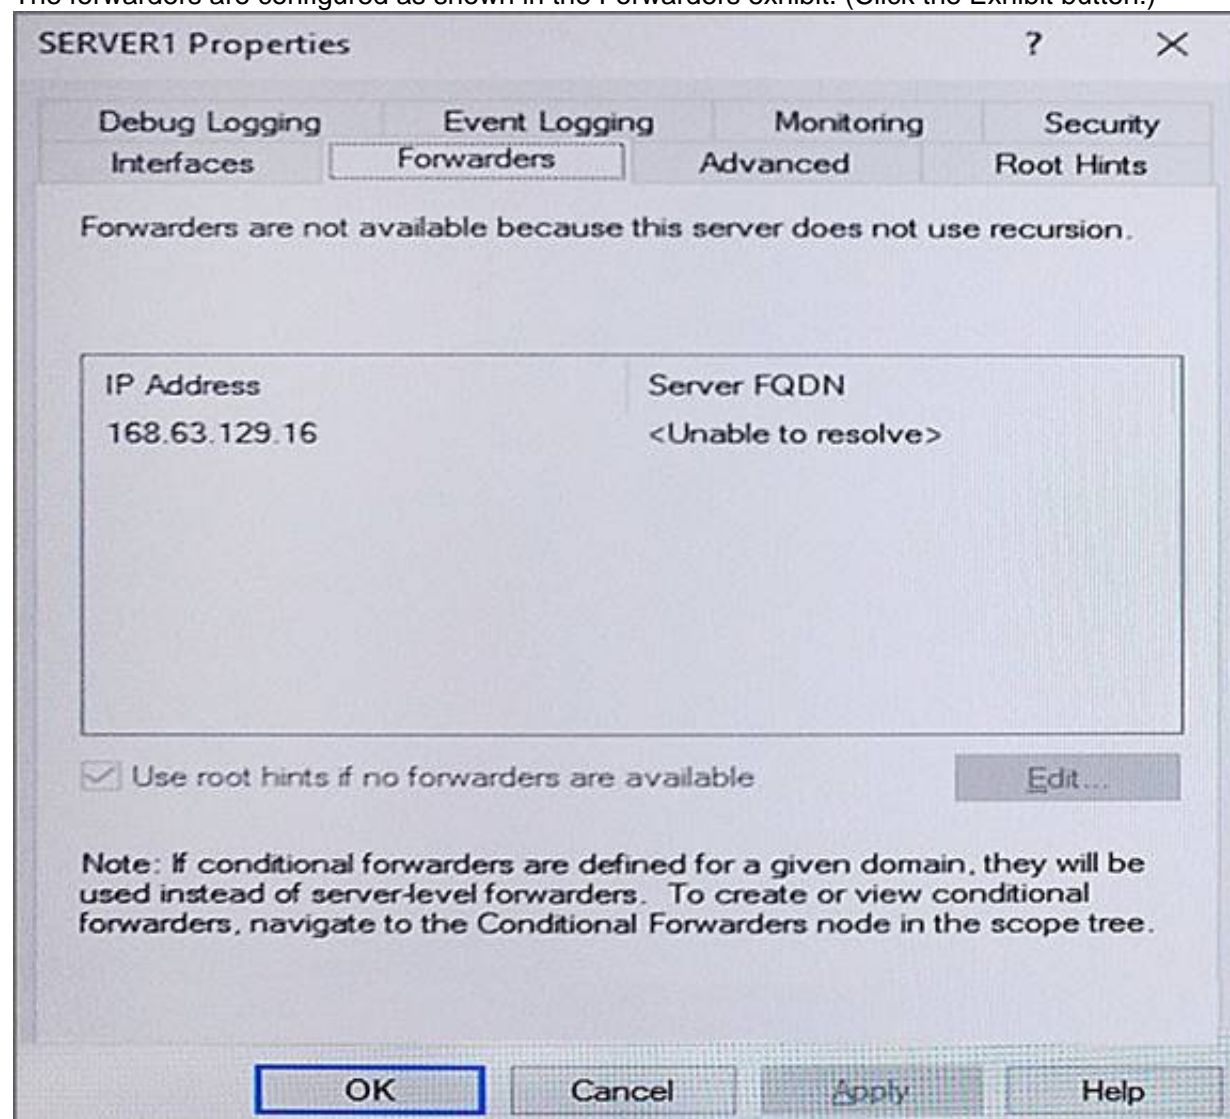 The forwarders are configured as shown in the Forwarders exhibit. (Click the Exhibit button.)
SERVER1 Properties ? ×
Debug Logging Event Logging Monitoring Security
Interfaces Forwarders Advanced Root Hints
Forwarders are not available because this server does not use recursion.
IP Address Server FQDN
168.63.129.16 <Unable to resolve>
Use root hints if no forwarders are available Edit...
Note: If conditional forwarders are defined for a given domain, they will be
used instead of server-level forwarders. To create or view conditional
forwarders, navigate to the Conditional Forwarders node in the scope tree.
OK Cancel Apply Help